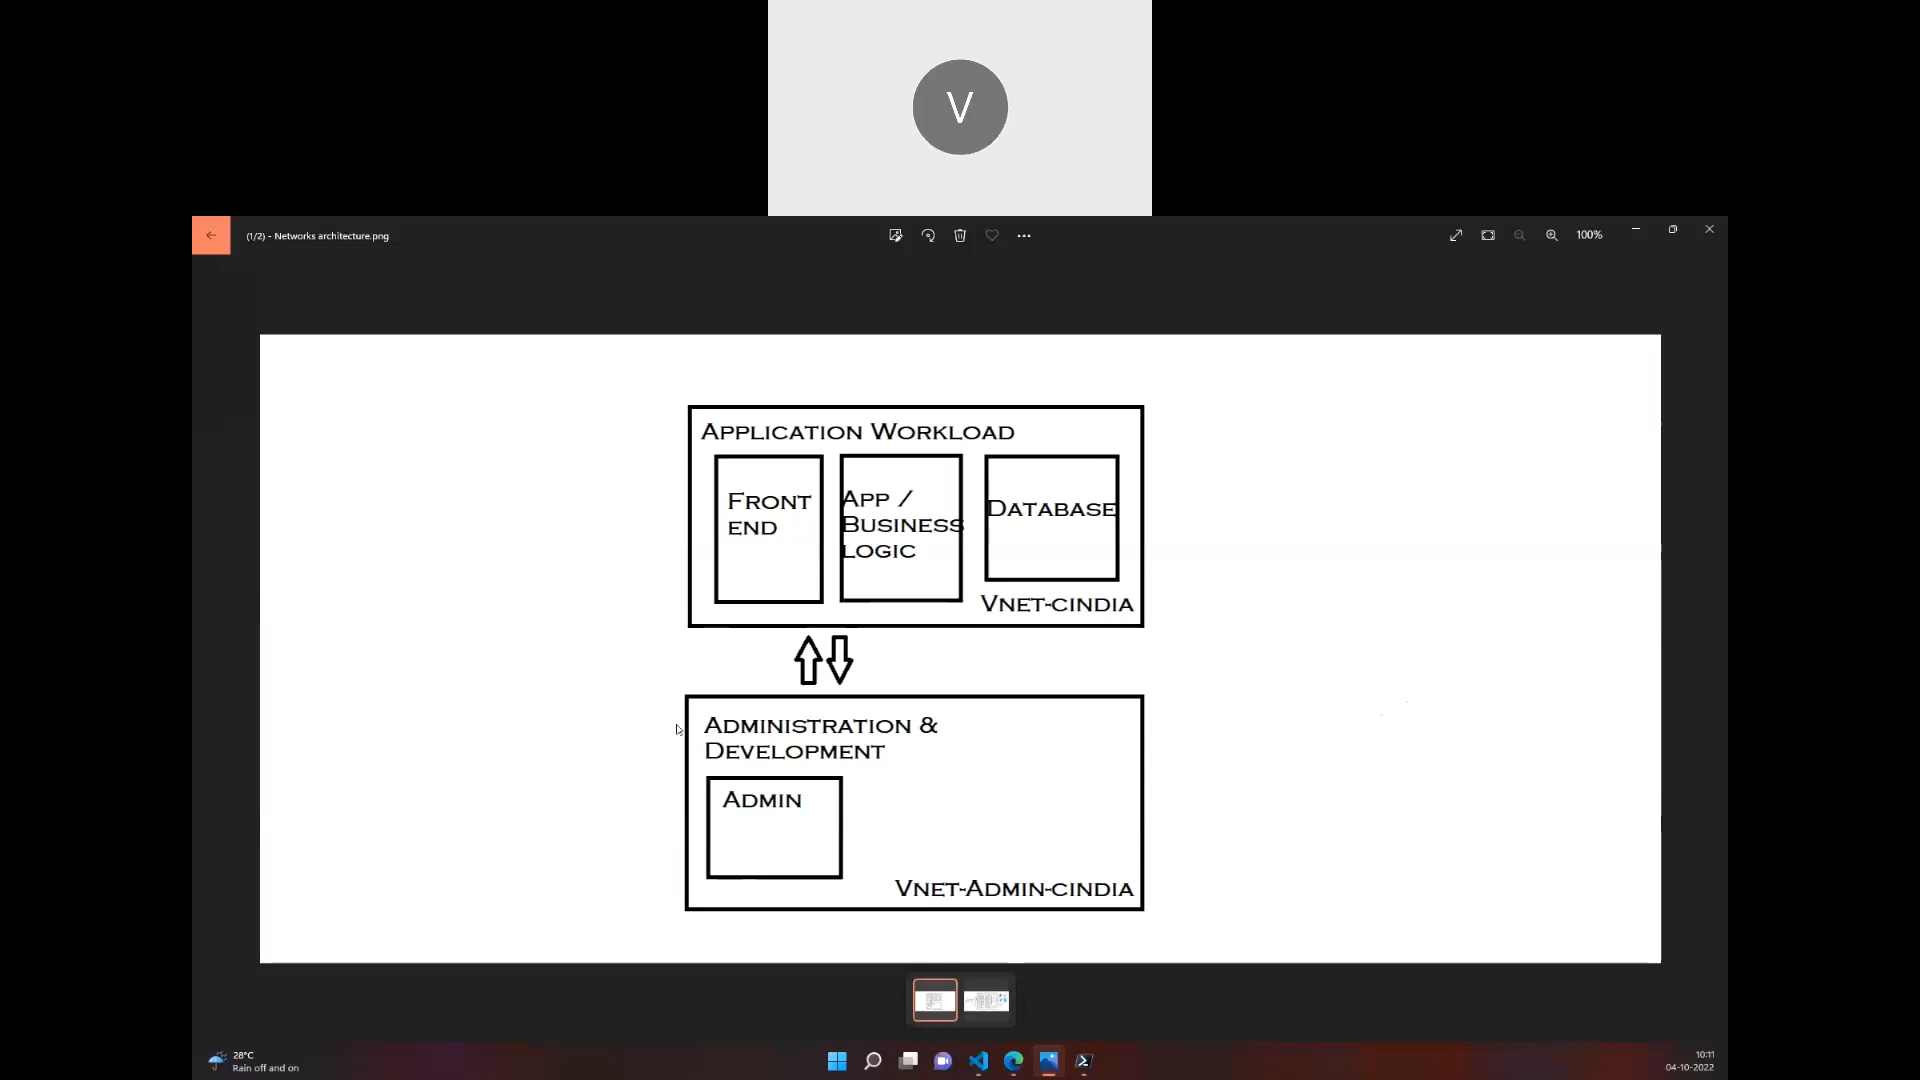 V
(1/2) - Networks architecture.png
100%
Application Workload
Front
end
App /
Business
logic
Database
Vnet-cindia
Administration &
Development
Admin
Vnet-Admin-cindia
28°C
Rain off and on
10:11
04-10-2022